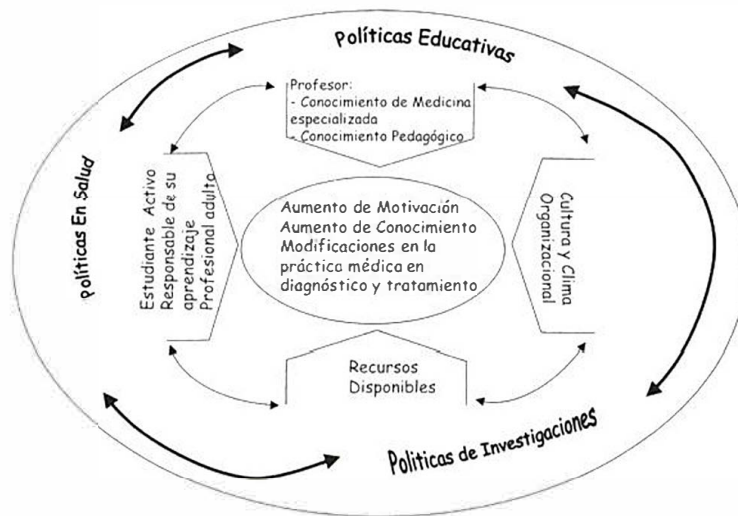 Políticas Educativas
Profesor:
- Conocimiento de Medicina
especializada
- Conocimiento Pedagógico
Políticas En Salud
Estudiante Activo
Responsable de su
aprendizaje
Profesional adulto
Aumento de Motivación
Aumento de Conocimiento
Modificaciones en la
práctica médica en
diagnóstico y tratamiento
Cultura y Clima
Organizacional
Recursos
Disponibles
Políticas de Investigaciones